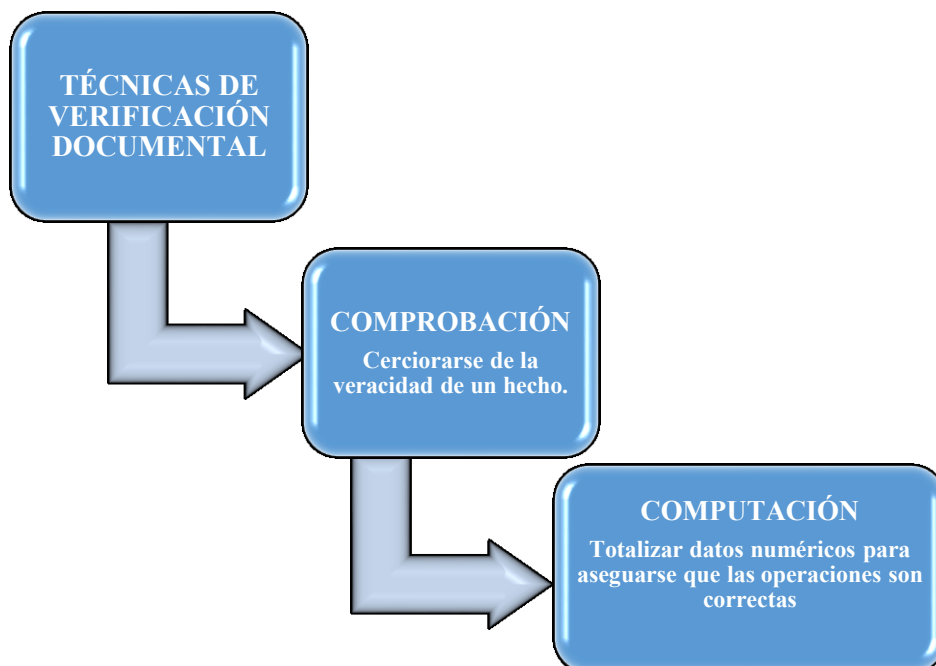 TÉCNICAS DE
VERIFICACIÓN
DOCUMENTAL
COMPROBACIÓN
Cerciorarse de la
veracidad de un hecho.
COMPUTACIÓN
Totalizar datos numéricos para
aseguarse que las operaciones son
correctas